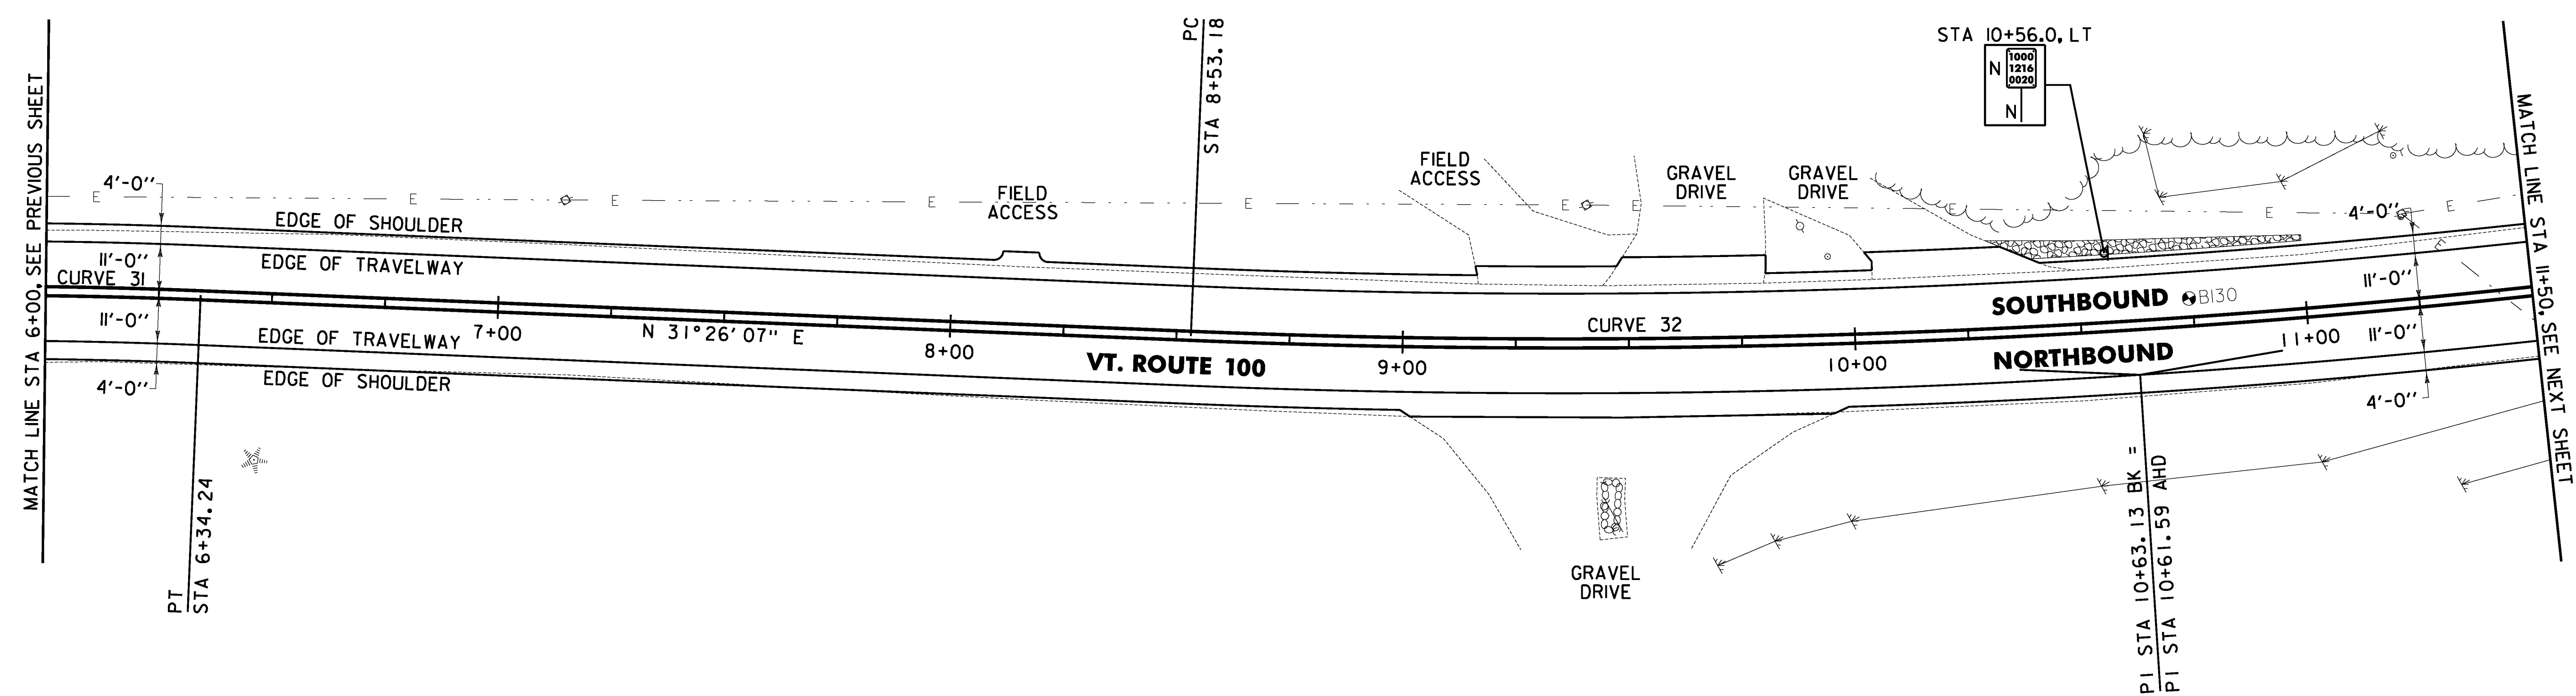 MATCH LINE STA 6+00, SEE PREVIOUS SHEET
4'-0"
11'-0"
CURVE 31
11'-0"
4'-0"
E
E
E
E
E
E
E
E
E
E
E
EDGE OF SHOULDER
EDGE OF TRAVELWAY
EDGE OF TRAVELWAY
EDGE OF SHOULDER
PT
STA 6+34.24
7+00
N 31°26'07" E
8+00
FIELD
ACCESS
PC
STA 8+53.18
VT. ROUTE 100
9+00
FIELD
ACCESS
GRAVEL
DRIVE
GRAVEL
DRIVE
CURVE 32
10+00
GRAVEL
DRIVE
STA 10+56.0, LT
N
1000
1216
0020
N
SOUTHBOUND
B130
NORTHBOUND
11+00
PI STA 10+63.13 BK =
PI STA 10+61.59 AHD
4'-0"
11'-0"
11'-0"
4'-0"
MATCH LINE STA 11+50, SEE NEXT SHEET